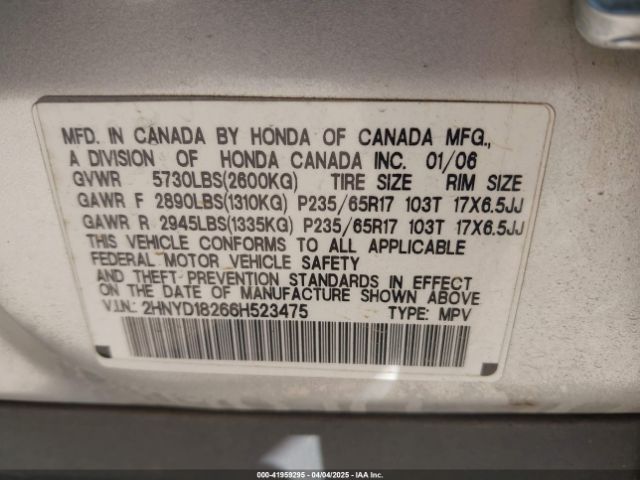 MFD. IN CANADA BY HONDA OF CANADA MFG.,
A DIVISION OF HONDA CANADA INC. 01/06
GVWR 5730LBS(2600KG) TIRE SIZE RIM SIZE
GAWR F 2890LBS(1310KG) P235/65R17 103T 17X6.5JJ
GAWR R 2945LBS(1335KG) P235/65R17 103T 17X6.5JJ
THIS VEHICLE CONFORMS TO ALL APPLICABLE
FEDERAL MOTOR VEHICLE SAFETY
AND THEFT PREVENTION STANDARDS IN EFFECT
ON THE DATE OF MANUFACTURE SHOWN ABOVE
V.I.N.: 2HNYD18266H523475 TYPE: MPV
000-41959295 - 04/04/2025 - IAA Inc.